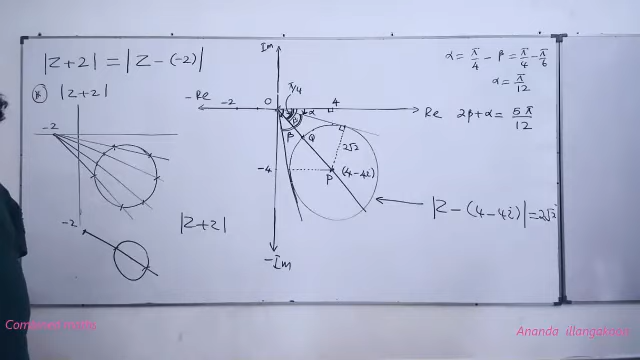 |Z+2| = |Z-(-2)|
* |Z+2|
-2
-2
|Z+2|
Im
π/4
-Re
-2
O
α
4
Re
β
β
Q
2√2
-4
P
(4-4i)
-Im
α = π/4 - β = π/4 - π/6
α = π/12
2β+α = 5π/12
|Z-(4-4i)| = 2√2
Combined maths
Ananda illangakoon